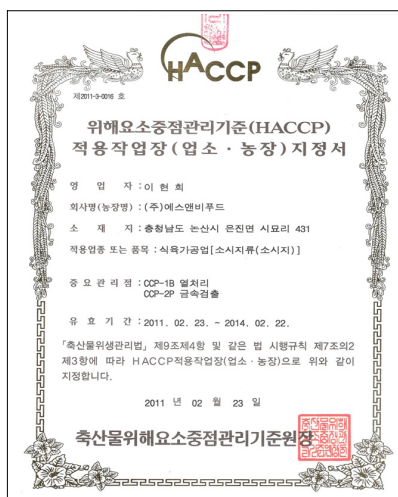 HACCP
제2011-3-0016 호
위해요소중점관리기준(HACCP)
적용작업장(업소 · 농장)지정서
영 업 자 : 이 현 희
회사명(농장명) : (주)에스앤비푸드
소 재 지 : 충청남도 논산시 은진면 시묘리 431
적용업종 또는 품목 : 식육가공업[소시지류(소시지)]
중 요 관 리 점 : CCP-1B 열처리
CCP-2P 금속검출
유 효 기 간 : 2011. 02. 23. ~ 2014. 02. 22.
「축산물위생관리법」 제9조제4항 및 같은 법 시행규칙 제7조의2
제3항에 따라 HACCP적용작업장(업소 · 농장)으로 위와 같이
지정합니다.
2011 년 02 월 23 일
축산물위해요소중점관리기준원장